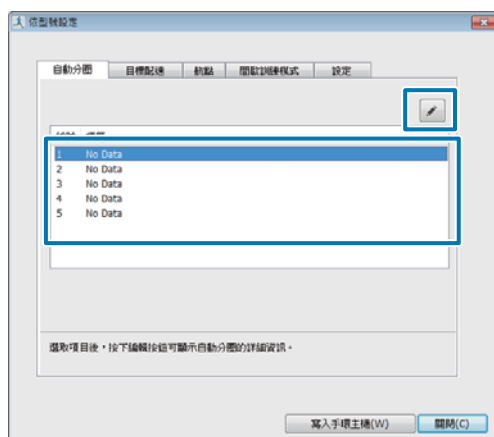 依型號設定
自動分圈 目標配速 航點 間歇訓練模式 設定
1 No Data
2 No Data
3 No Data
4 No Data
5 No Data
選取項目後，按下編輯按鈕可顯示自動分圈的詳細資訊。
寫入手環主機(W) 關閉(C)